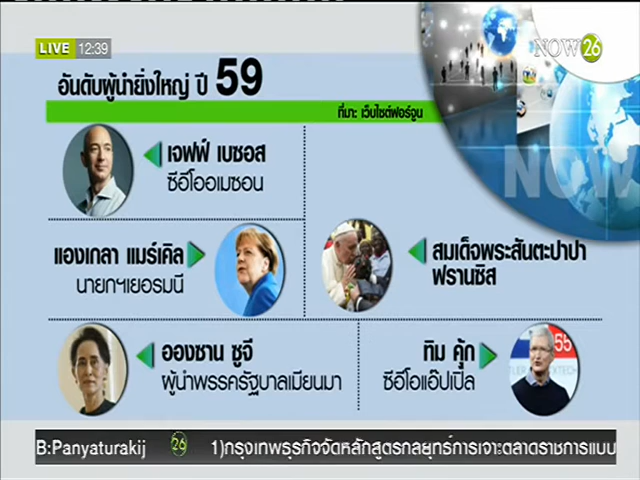 LIVE 12:39
NOW26
อันดับผู้นำยิ่งใหญ่ ปี 59
ที่มา: เว็บไซต์ฟอร์จูน
เจฟฟ์ เบซอส
ซีอีโออเมซอน
แองเกลา แมร์เคิล
นายกฯเยอรมนี
สมเด็จพระสันตะปาปา
ฟรานซิส
อองซาน ซูจี
ผู้นำพรรครัฐบาลเมียนมา
ทิม คุ้ก
ซีอีโอแอ๊ปเปิ้ล
NOW
55
B:Panyaturakij 26 1)กรุงเทพธุรกิจจัดหลักสูตรกลยุทธ์การเจาะตลาดราชการแบบ